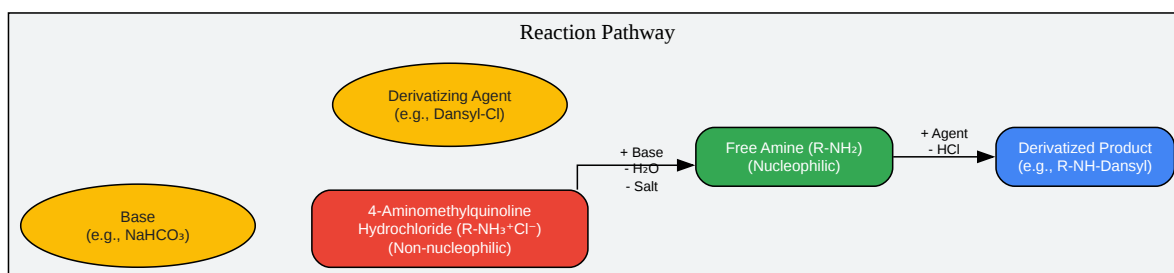 Reaction Pathway
Derivatizing Agent
(e.g., Dansyl-Cl)
Base
(e.g., NaHCO₃)
4-Aminomethylquinoline
Hydrochloride (R-NH₃⁺Cl⁻)
(Non-nucleophilic)
+ Base
- H₂O
- Salt
Free Amine (R-NH₂)
(Nucleophilic)
+ Agent
- HCl
Derivatized Product
(e.g., R-NH-Dansyl)